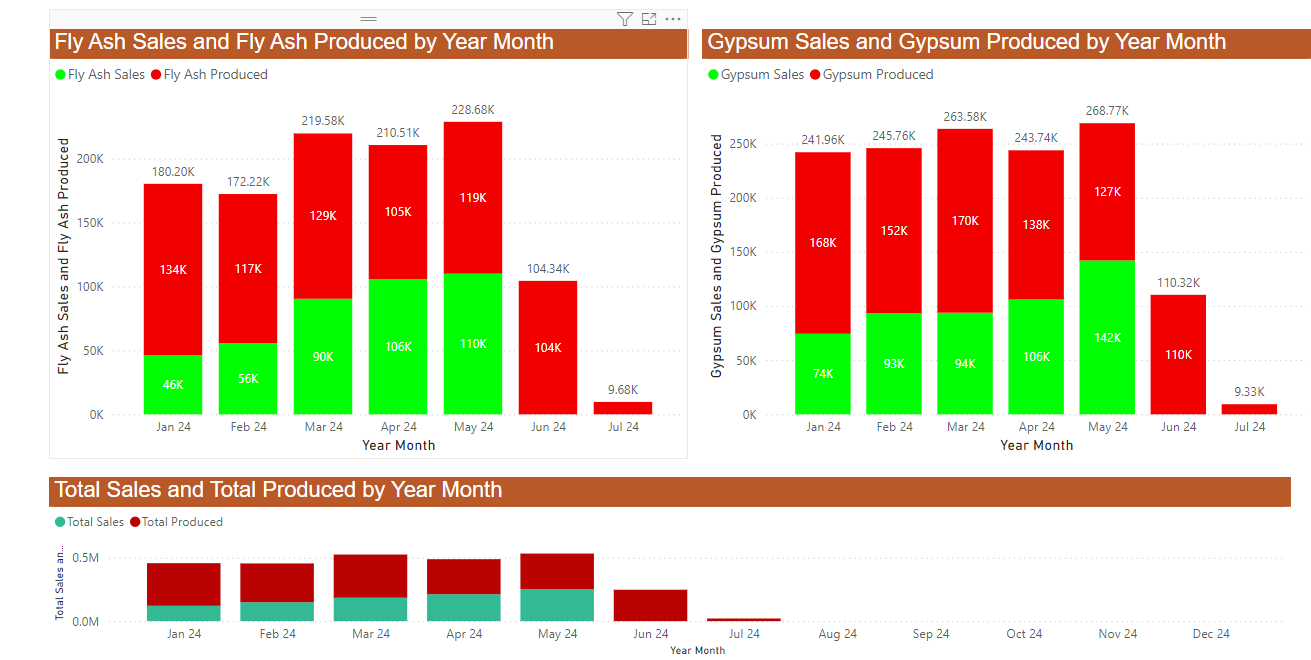 Fly Ash Sales and Fly Ash Produced by Year Month
Fly Ash Sales Fly Ash Produced
Fly Ash Sales and Fly Ash Produced
200K
150K
100K
50K
0K
180.20K
172.22K
219.58K
210.51K
228.68K
104.34K
9.68K
134K
117K
129K
105K
119K
104K
46K
56K
90K
106K
110K
Jan 24 Feb 24 Mar 24 Apr 24 May 24 Jun 24 Jul 24
Year Month
Gypsum Sales and Gypsum Produced by Year Month
Gypsum Sales Gypsum Produced
Gypsum Sales and Gypsum Produced
250K
200K
150K
100K
50K
0K
241.96K
245.76K
263.58K
243.74K
268.77K
110.32K
9.33K
168K
152K
170K
138K
127K
110K
74K
93K
94K
106K
142K
Jan 24 Feb 24 Mar 24 Apr 24 May 24 Jun 24 Jul 24
Year Month
Total Sales and Total Produced by Year Month
Total Sales Total Produced
Total Sales an...
0.5M
0.0M
Jan 24 Feb 24 Mar 24 Apr 24 May 24 Jun 24 Jul 24 Aug 24 Sep 24 Oct 24 Nov 24 Dec 24
Year Month